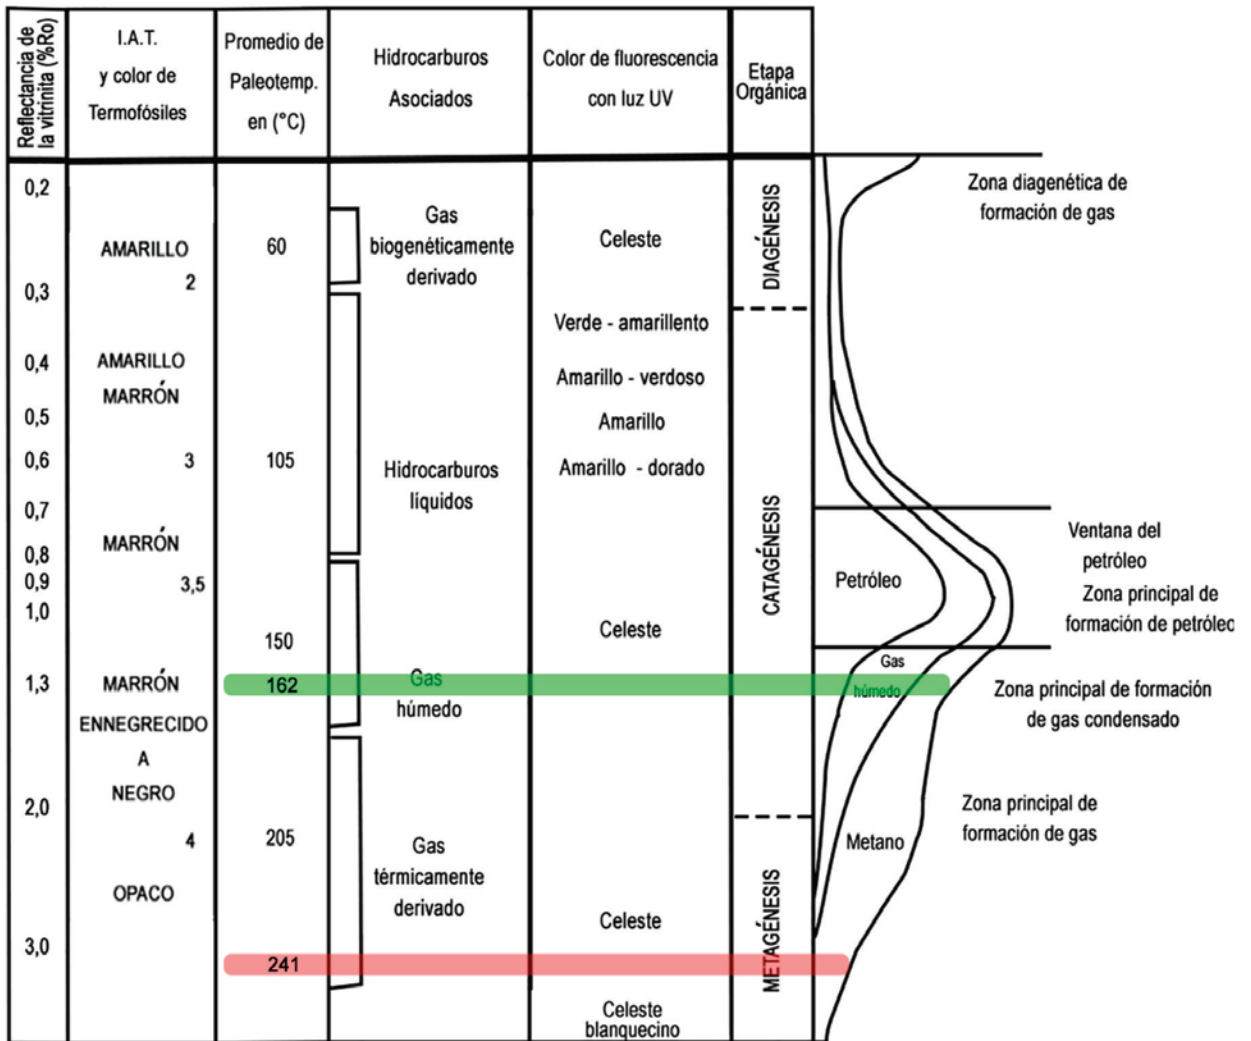 Reflectancia de
la vitrinita (%Ro)
I.A.T.
y color de
Termofósiles
Promedio de
Paleotemp.
en (°C)
Hidrocarburos
Asociados
Color de fluorescencia
con luz UV
Etapa
Orgánica
0,2
0,3
0,4
0,5
0,6
0,7
0,8
0,9
1,0
1,3
2,0
3,0
AMARILLO
2
AMARILLO
MARRÓN
3
MARRÓN
3,5
MARRÓN
ENNEGRECIDO
A
NEGRO
4
OPACO
60
105
150
162
205
241
Gas
biogenéticamente
derivado
Hidrocarburos
líquidos
Gas
húmedo
Gas
térmicamente
derivado
Celeste
Verde - amarillento
Amarillo - verdoso
Amarillo
Amarillo - dorado
Celeste
Celeste
Celeste
blanquecino
DIAGÉNESIS
CATAGÉNESIS
METAGÉNESIS
Petróleo
Gas
húmedo
Metano
Zona diagenética de
formación de gas
Ventana del
petróleo
Zona principal de
formación de petróleo
Zona principal de formación
de gas condensado
Zona principal de
formación de gas